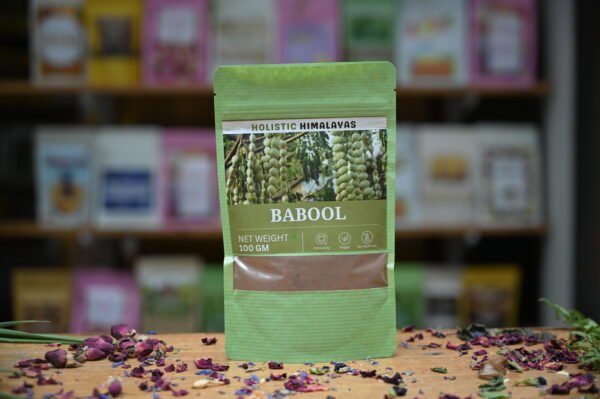 HOLISTIC HIMALAYAS
BABOOL
NET WEIGHT
100 GM